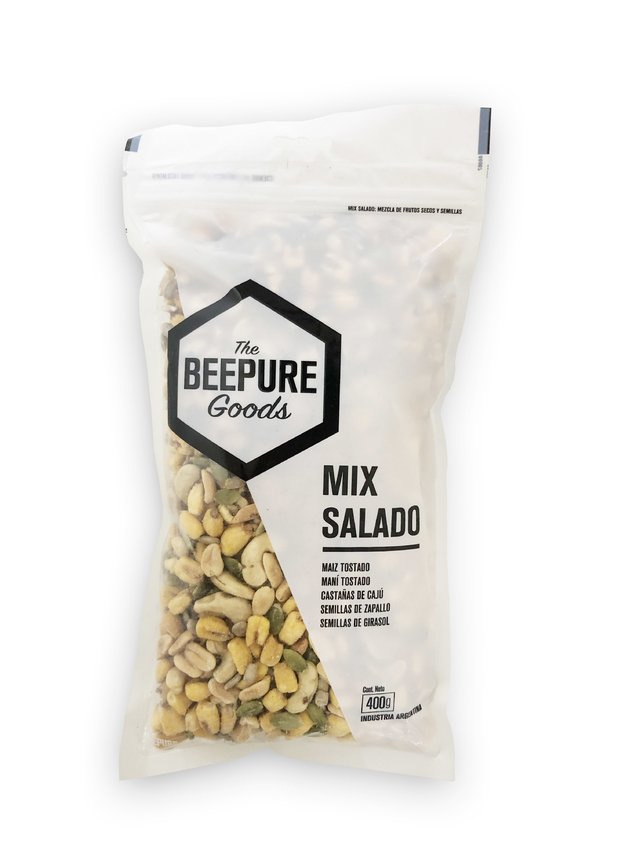 MIX SALADO: MEZCLA DE FRUTOS SECOS Y SEMILLAS
The
BEEPURE
Goods
MIX
SALADO
MAIZ TOSTADO
MANÍ TOSTADO
CASTAÑAS DE CAJÚ
SEMILLAS DE ZAPALLO
SEMILLAS DE GIRASOL
Cont. Neto
400g
INDUSTRIA ARGENTINA